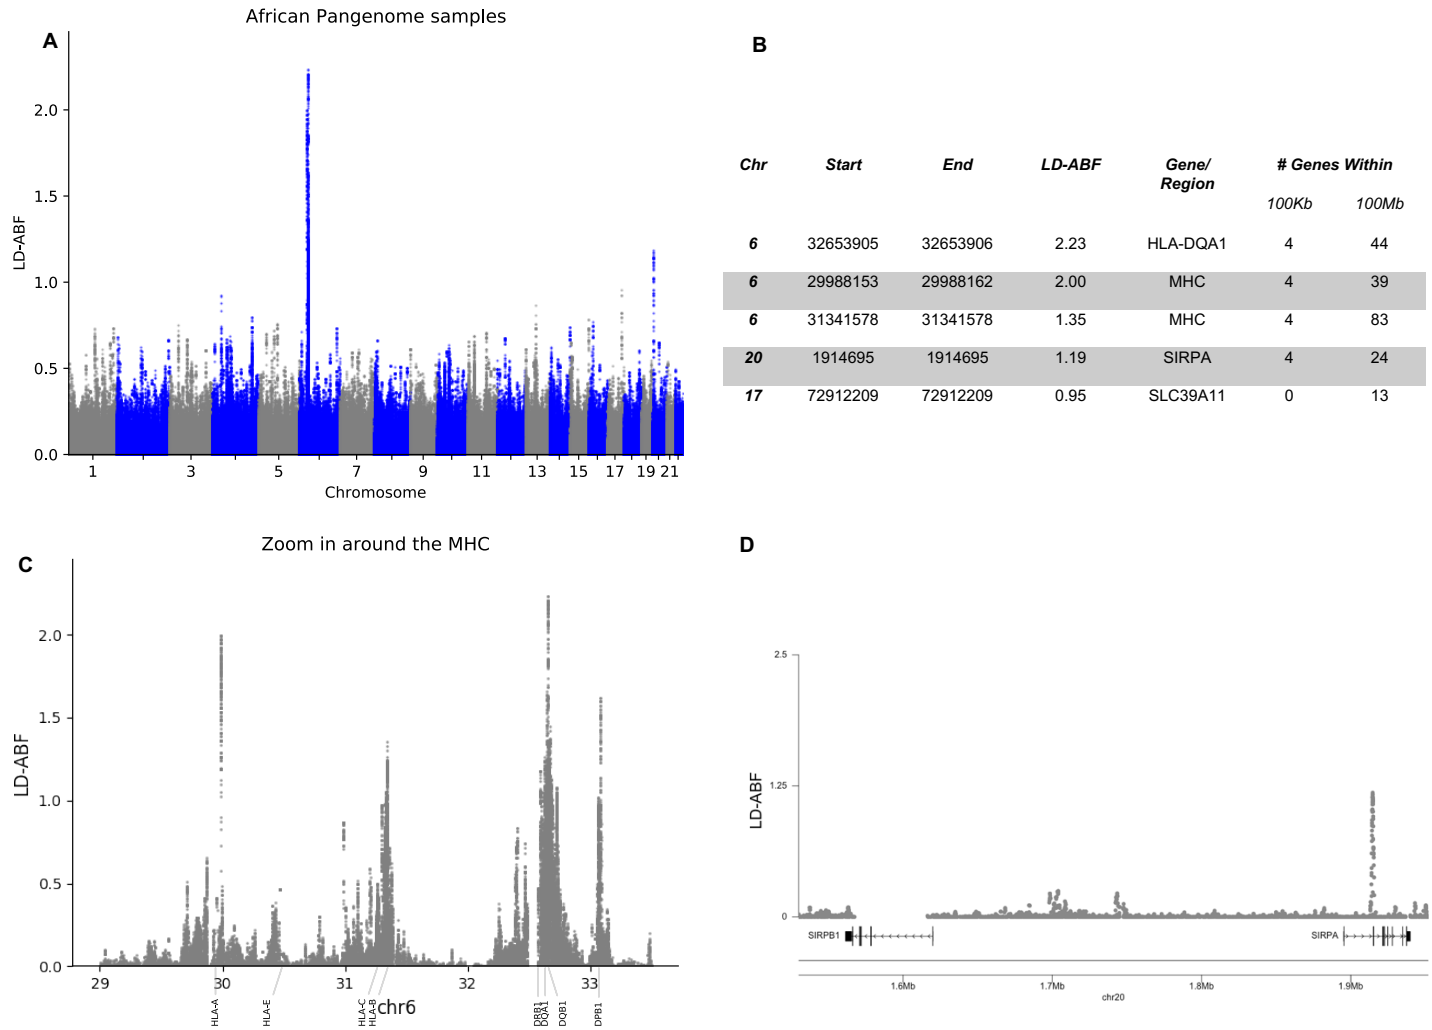 African Pangenome samples
A
LD-ABF
2.0
1.5
1.0
0.5
0.0
1 3 5 7 9 11 13 15 17 19 21
Chromosome
B
Chr Start End LD-ABF Gene/ Region # Genes Within
100Kb 100Mb
6 32653905 32653906 2.23 HLA-DQA1 4 44
6 29988153 29988162 2.00 MHC 4 39
6 31341578 31341578 1.35 MHC 4 83
20 1914695 1914695 1.19 SIRPA 4 24
17 72912209 72912209 0.95 SLC39A11 0 13
Zoom in around the MHC
C
LD-ABF
2.0
1.5
1.0
0.5
0.0
29 30 31 32 33
HLA-A HLA-E HLA-C HLA-B DRB1 DQA1 DQB1 DPB1
chr6
D
LD-ABF
2.5
1.25
0
SIRPB1 SIRPA
1.6Mb 1.7Mb 1.8Mb 1.9Mb
chr20